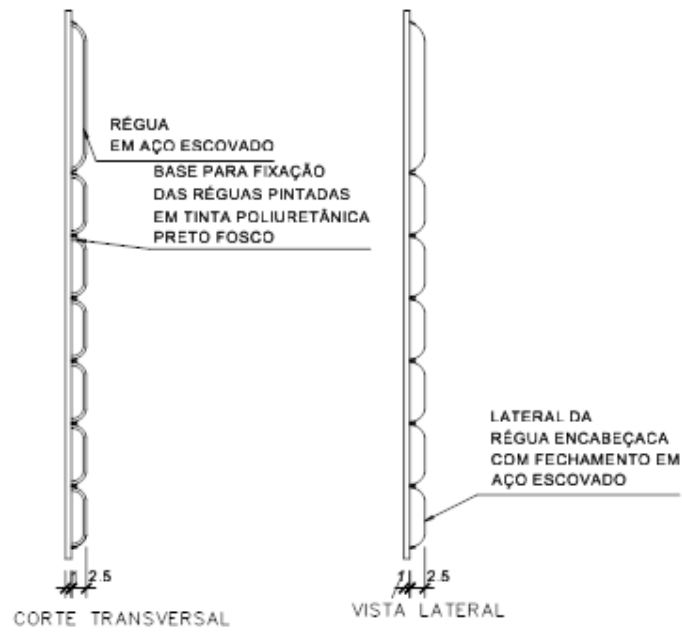 RÉGUA
EM AÇO ESCOVADO
BASE PARA FIXAÇÃO
DAS RÉGUAS PINTADAS
EM TINTA POLIURETÂNICA
PRETO FOSCO
LATERAL DA
RÉGUA ENCABEÇACA
COM FECHAMENTO EM
AÇO ESCOVADO
1 2.5
CORTE TRANSVERSAL
1 2.5
VISTA LATERAL